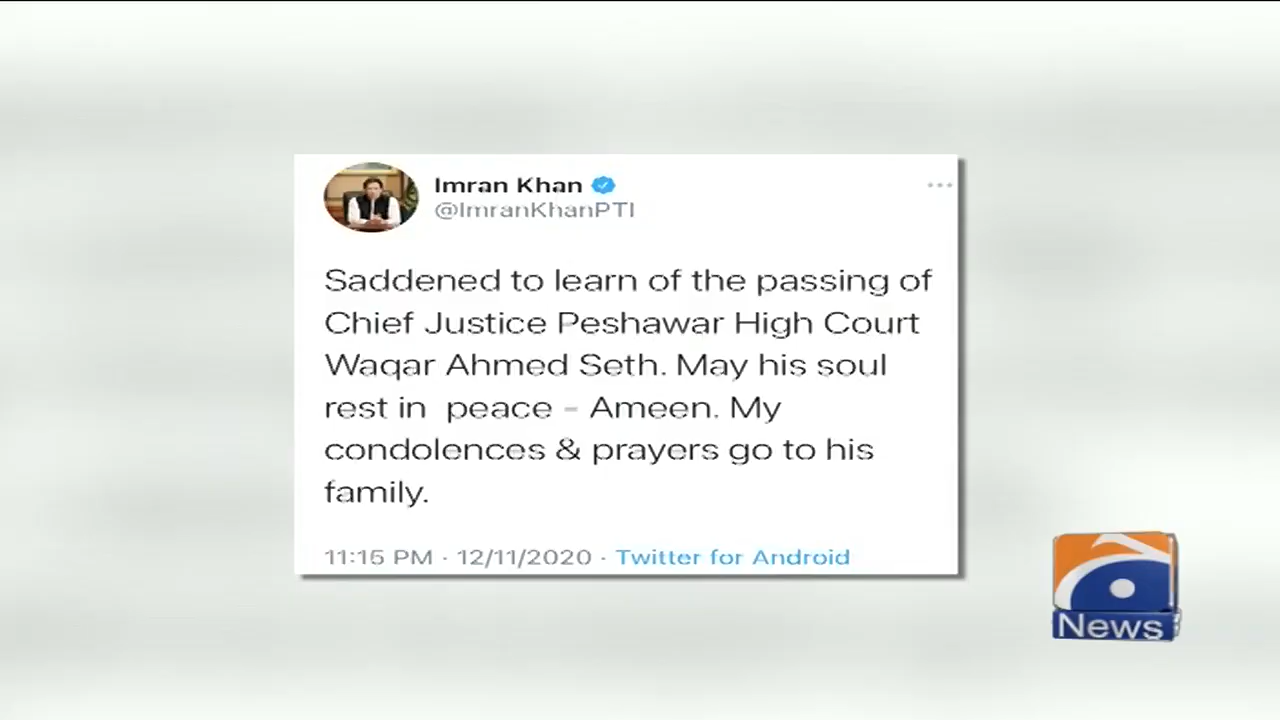 Imran Khan
@ImranKhanPTI
Saddened to learn of the passing of
Chief Justice Peshawar High Court
Waqar Ahmed Seth. May his soul
rest in peace - Ameen. My
condolences & prayers go to his
family.
11:15 PM · 12/11/2020 · Twitter for Android
News